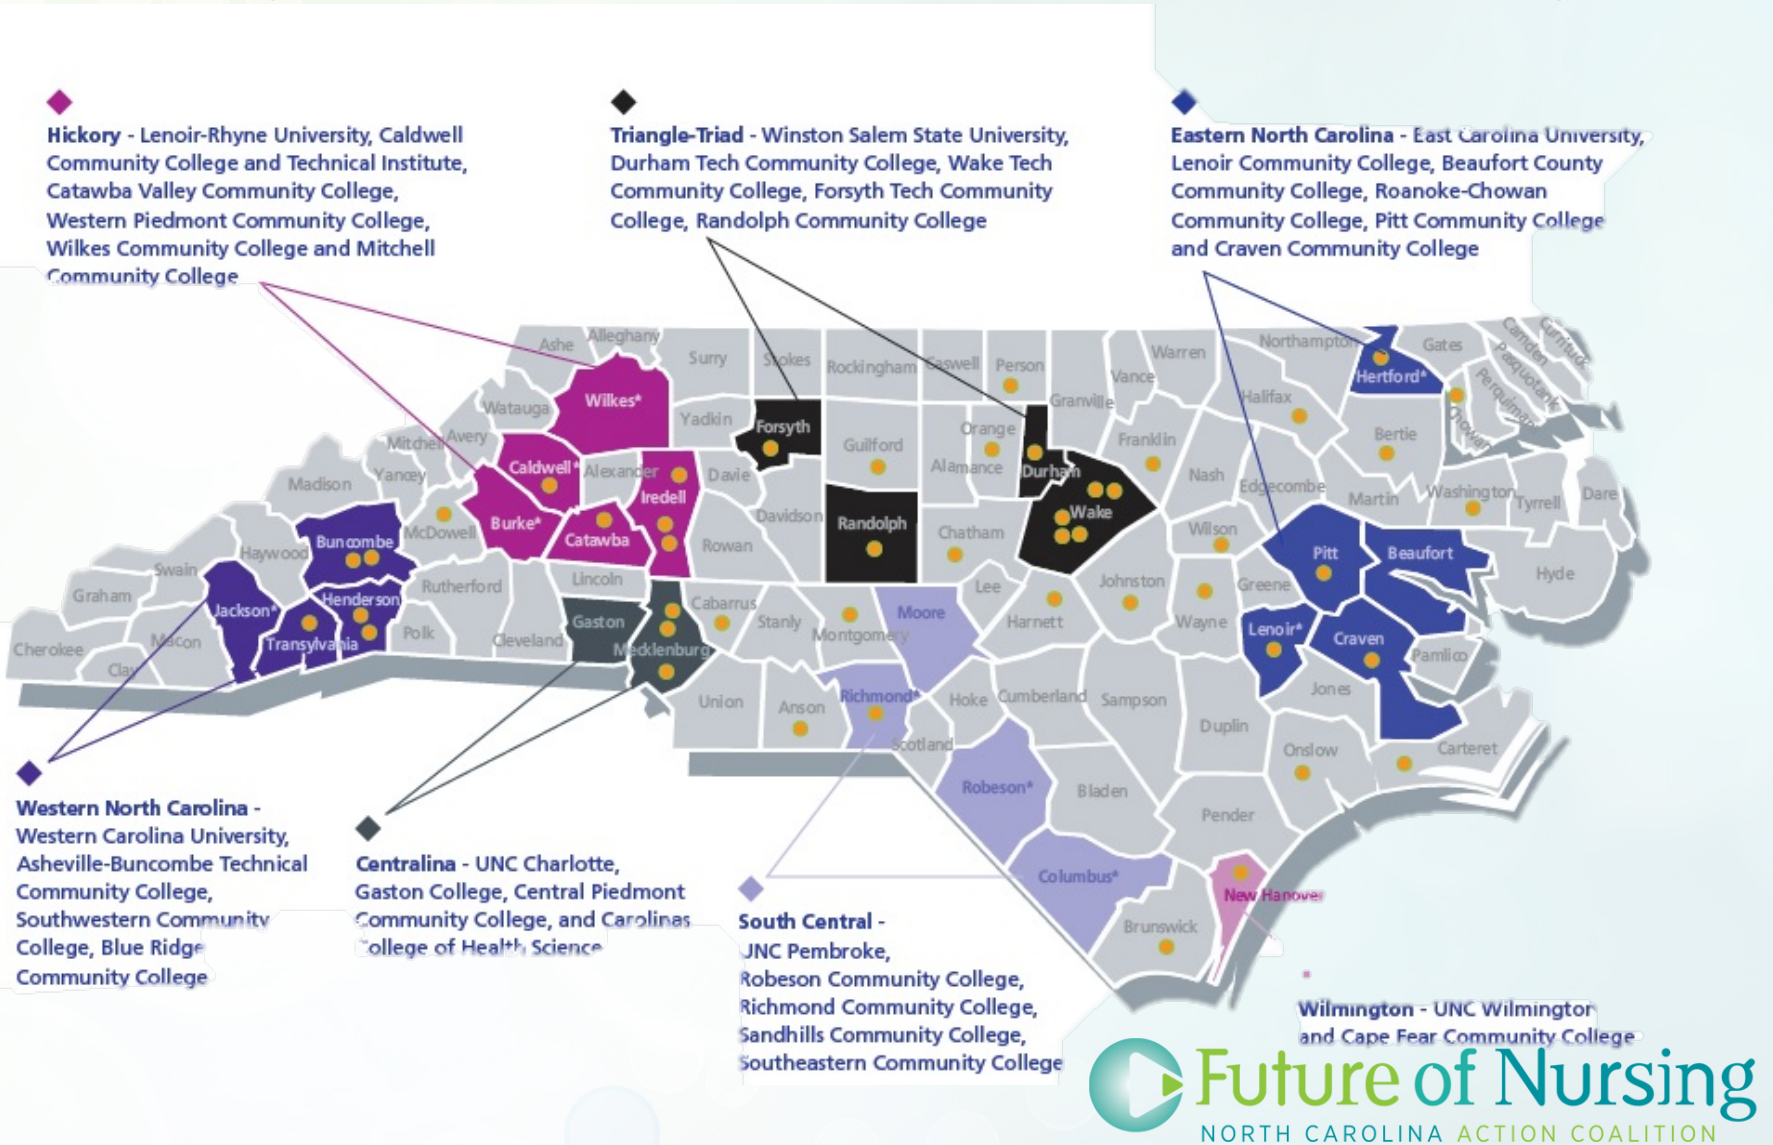 Hickory - Lenoir-Rhyne University, Caldwell
Community College and Technical Institute,
Catawba Valley Community College,
Western Piedmont Community College,
Wilkes Community College and Mitchell
Community College
Triangle-Triad - Winston Salem State University,
Durham Tech Community College, Wake Tech
Community College, Forsyth Tech Community
College, Randolph Community College
Eastern North Carolina - East Carolina University,
Lenoir Community College, Beaufort County
Community College, Roanoke-Chowan
Community College, Pitt Community College
and Craven Community College
Ashe
Alleghany
Surry
Stokes
Rockingham
Caswell
Person
Granville
Vance
Warren
Northampton
Hertford*
Gates
Camden
Currituck
Pasquotank
Perquimans
Chowan
Watauga
Wilkes*
Yadkin
Forsyth
Guilford
Alamance
Orange
Durham
Franklin
Halifax
Bertie
Mitchell
Avery
Yancey
Madison
Caldwell*
Alexander
Iredell
Davie
Davidson
Randolph
Chatham
Wake
Nash
Edgecombe
Martin
Washington
Tyrrell
Dare
McDowell
Burke*
Catawba
Rowan
Wilson
Pitt
Beaufort
Hyde
Buncombe
Haywood
Swain
Graham
Cherokee
Clay
Macon
Jackson*
Transylvania
Henderson
Rutherford
Polk
Cleveland
Lincoln
Gaston
Mecklenburg
Cabarrus
Stanly
Montgomery
Moore
Lee
Harnett
Johnston
Wayne
Greene
Lenoir*
Craven
Pamlico
Jones
Union
Anson
Richmond*
Scotland
Hoke
Cumberland
Sampson
Duplin
Onslow
Carteret
Robeson*
Bladen
Pender
Columbus*
Brunswick
New Hanover
Western North Carolina -
Western Carolina University,
Asheville-Buncombe Technical
Community College,
Southwestern Community
College, Blue Ridge
Community College
Centralina - UNC Charlotte,
Gaston College, Central Piedmont
Community College, and Carolinas
College of Health Science
South Central -
UNC Pembroke,
Robeson Community College,
Richmond Community College,
Sandhills Community College,
Southeastern Community College
Wilmington - UNC Wilmington
and Cape Fear Community College
Future of Nursing
NORTH CAROLINA ACTION COALITION